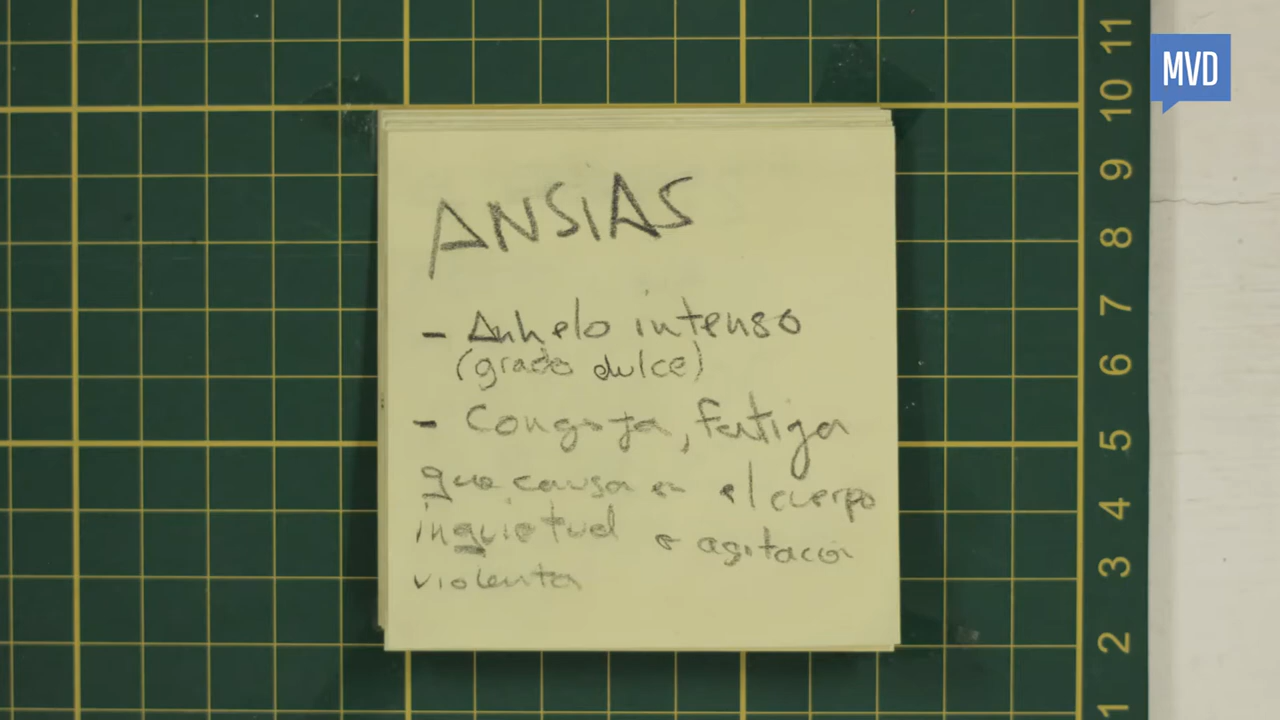 MVD
ANSIAS
- Anhelo intenso
(grado dulce)
- Congoja, fatiga
que causa en el cuerpo
inquietud o agitación
violenta
11
10
9
8
7
6
5
4
3
2
1